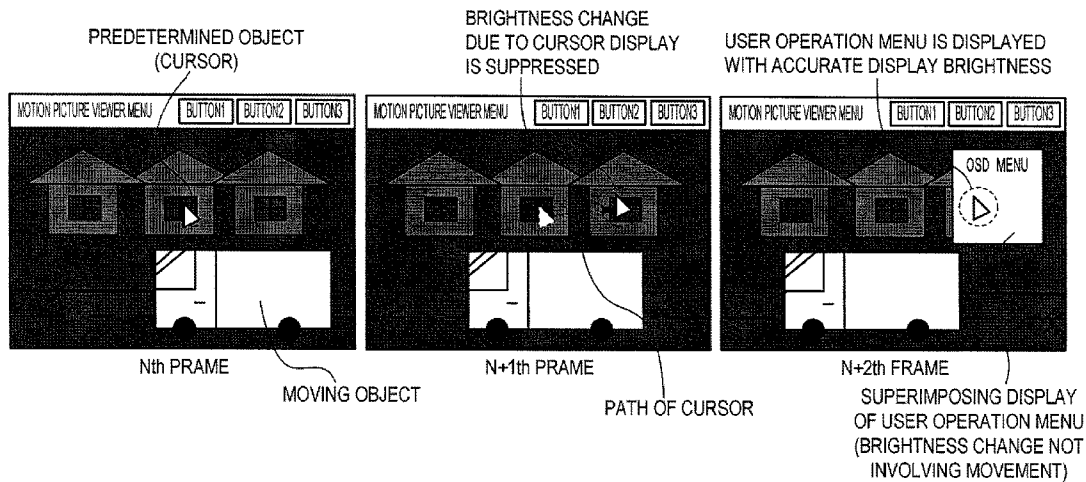 PREDETERMINED OBJECT
(CURSOR)
BRIGHTNESS CHANGE
DUE TO CURSOR DISPLAY
IS SUPPRESSED
USER OPERATION MENU IS DISPLAYED
WITH ACCURATE DISPLAY BRIGHTNESS
MOTION PICTURE VIEWER MENU BUTTON1 BUTTON2 BUTTON3
MOTION PICTURE VIEWER MENU BUTTON1 BUTTON2 BUTTON3
MOTION PICTURE VIEWER MENU BUTTON1 BUTTON2 BUTTON3
OSD MENU
Nth PRAME
N+1th PRAME
N+2th FRAME
MOVING OBJECT
PATH OF CURSOR
SUPERIMPOSING DISPLAY
OF USER OPERATION MENU
(BRIGHTNESS CHANGE NOT
INVOLVING MOVEMENT)